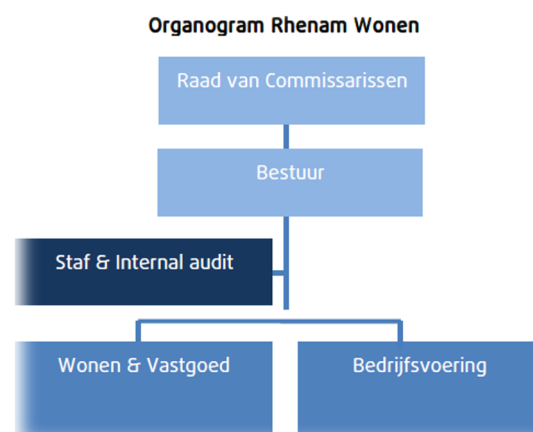 Organogram Rhenam Wonen
Raad van Commissarissen
Bestuur
Staf & Internal audit
Wonen & Vastgoed
Bedrijfsvoering